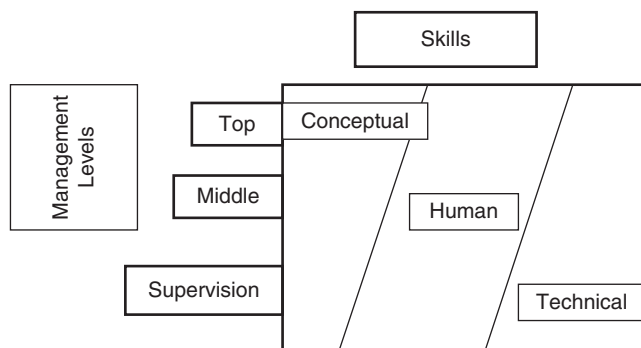 Skills
Management
Levels
Top
Conceptual
Middle
Human
Supervision
Technical